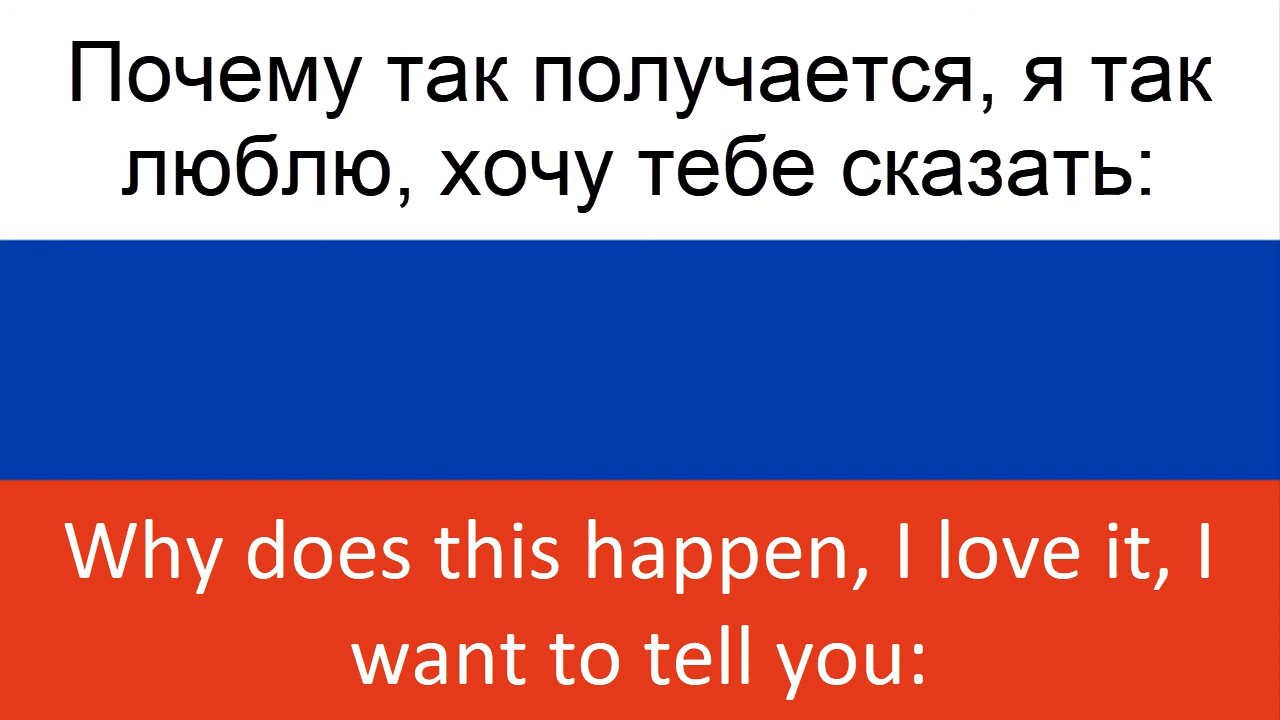 Почему так получается, я так
люблю, хочу тебе сказать:
Why does this happen, I love it, I
want to tell you: